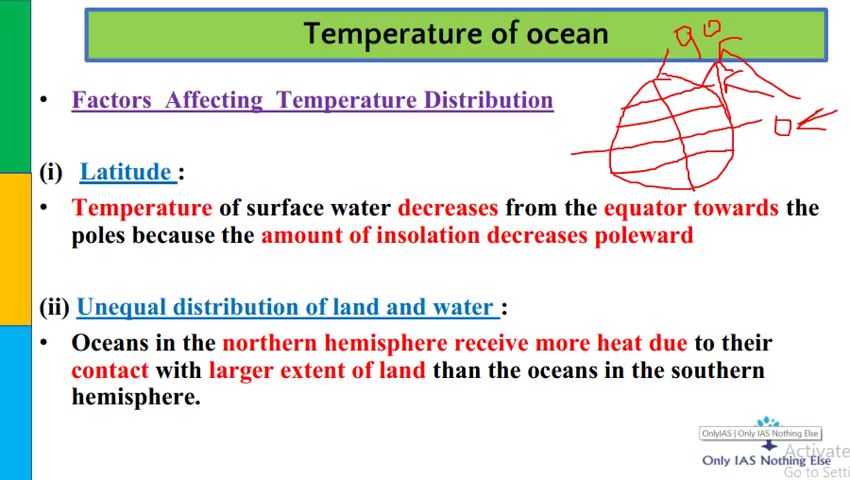 Temperature of ocean
• Factors Affecting Temperature Distribution
(i) Latitude :
• Temperature of surface water decreases from the equator towards the
poles because the amount of insolation decreases poleward
(ii) Unequal distribution of land and water :
• Oceans in the northern hemisphere receive more heat due to their
contact with larger extent of land than the oceans in the southern
hemisphere.
OnlyIAS | Only IAS Nothing Else
Activate
Only IAS Nothing Else
Go to Setti